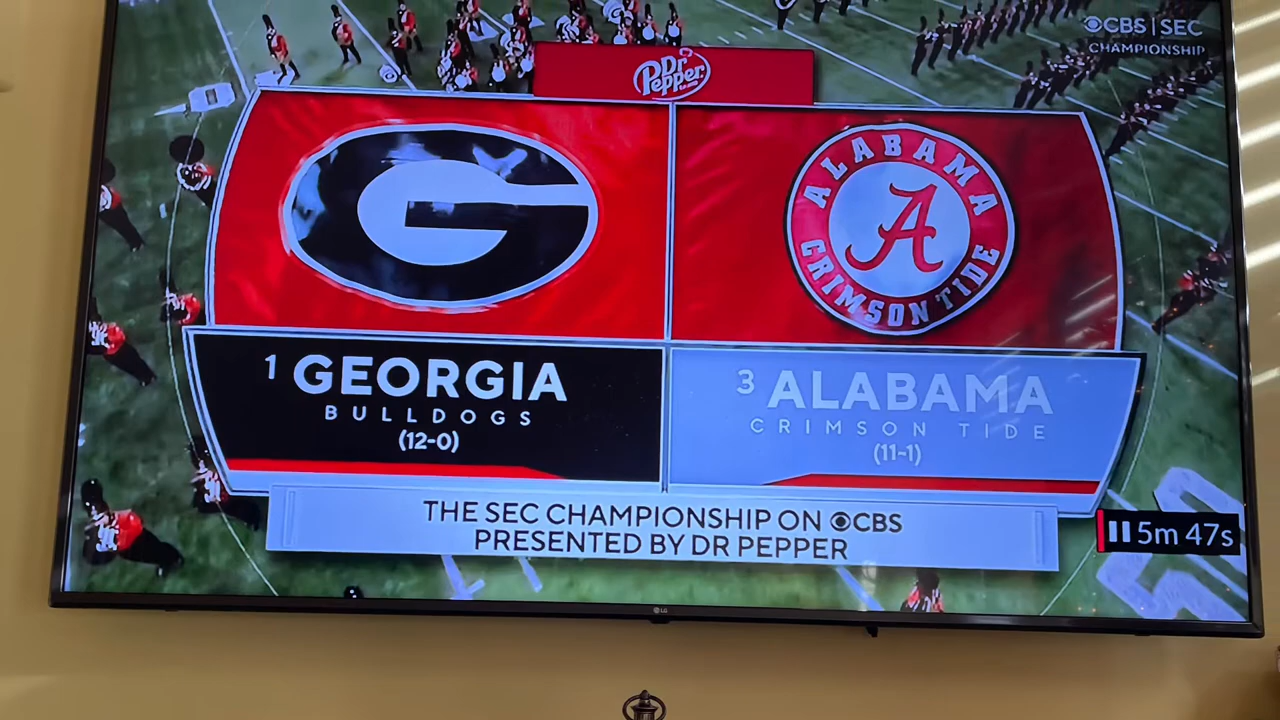 CBS | SEC
CHAMPIONSHIP
Dr Pepper
G
ALABAMA
A
CRIMSON TIDE
1 GEORGIA
BULLDOGS
(12-0)
3 ALABAMA
CRIMSON TIDE
(11-1)
THE SEC CHAMPIONSHIP ON CBS
PRESENTED BY DR PEPPER
5m 47s
LG